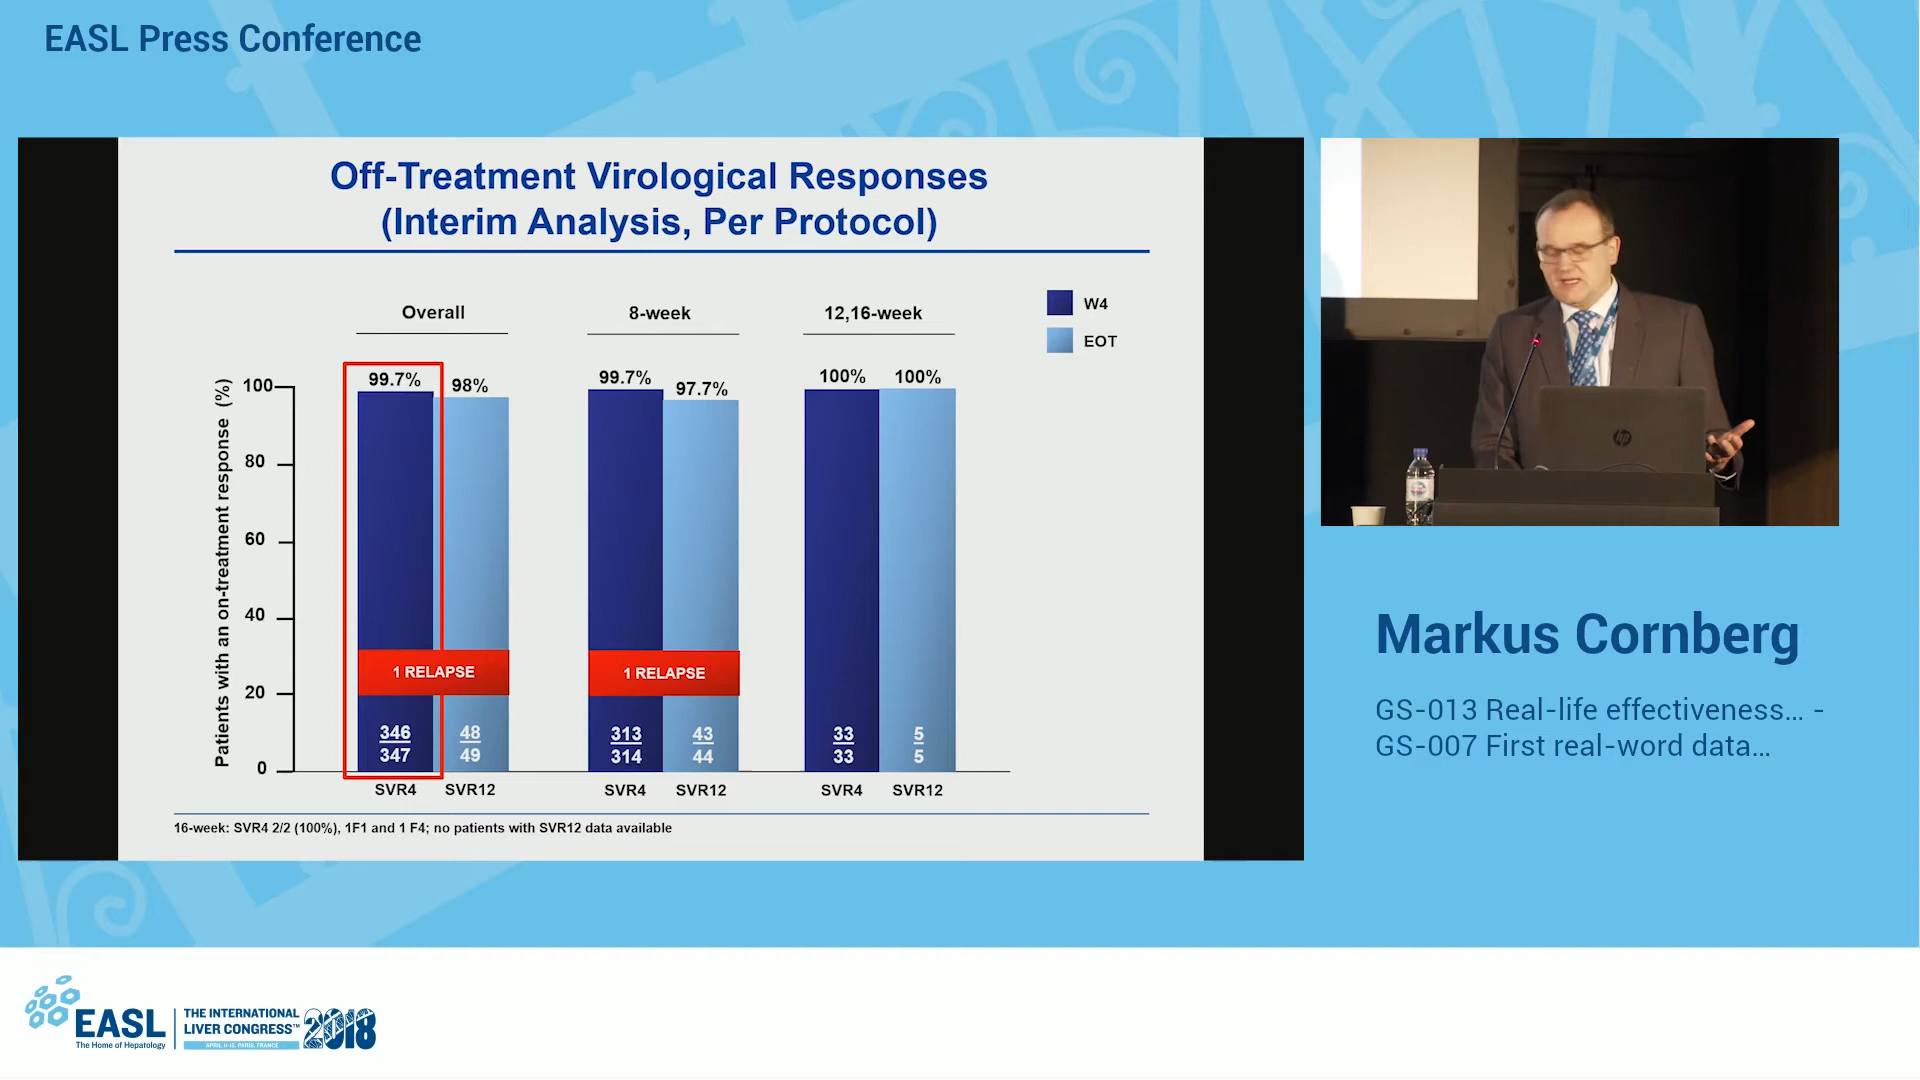 EASL Press Conference
Off-Treatment Virological Responses
(Interim Analysis, Per Protocol)
Overall
8-week
12,16-week
W4
EOT
Patients with an on-treatment response (%)
100
80
60
40
20
0
99.7%
98%
99.7%
97.7%
100%
100%
1 RELAPSE
1 RELAPSE
346
347
48
49
313
314
43
44
33
33
5
5
SVR4
SVR12
SVR4
SVR12
SVR4
SVR12
16-week: SVR4 2/2 (100%), 1F1 and 1 F4; no patients with SVR12 data available
hp
Markus Cornberg
GS-013 Real-life effectiveness... -
GS-007 First real-word data...
EASL
The Home of Hepatology
THE INTERNATIONAL
LIVER CONGRESS™
2018
APRIL 11-15, PARIS, FRANCE